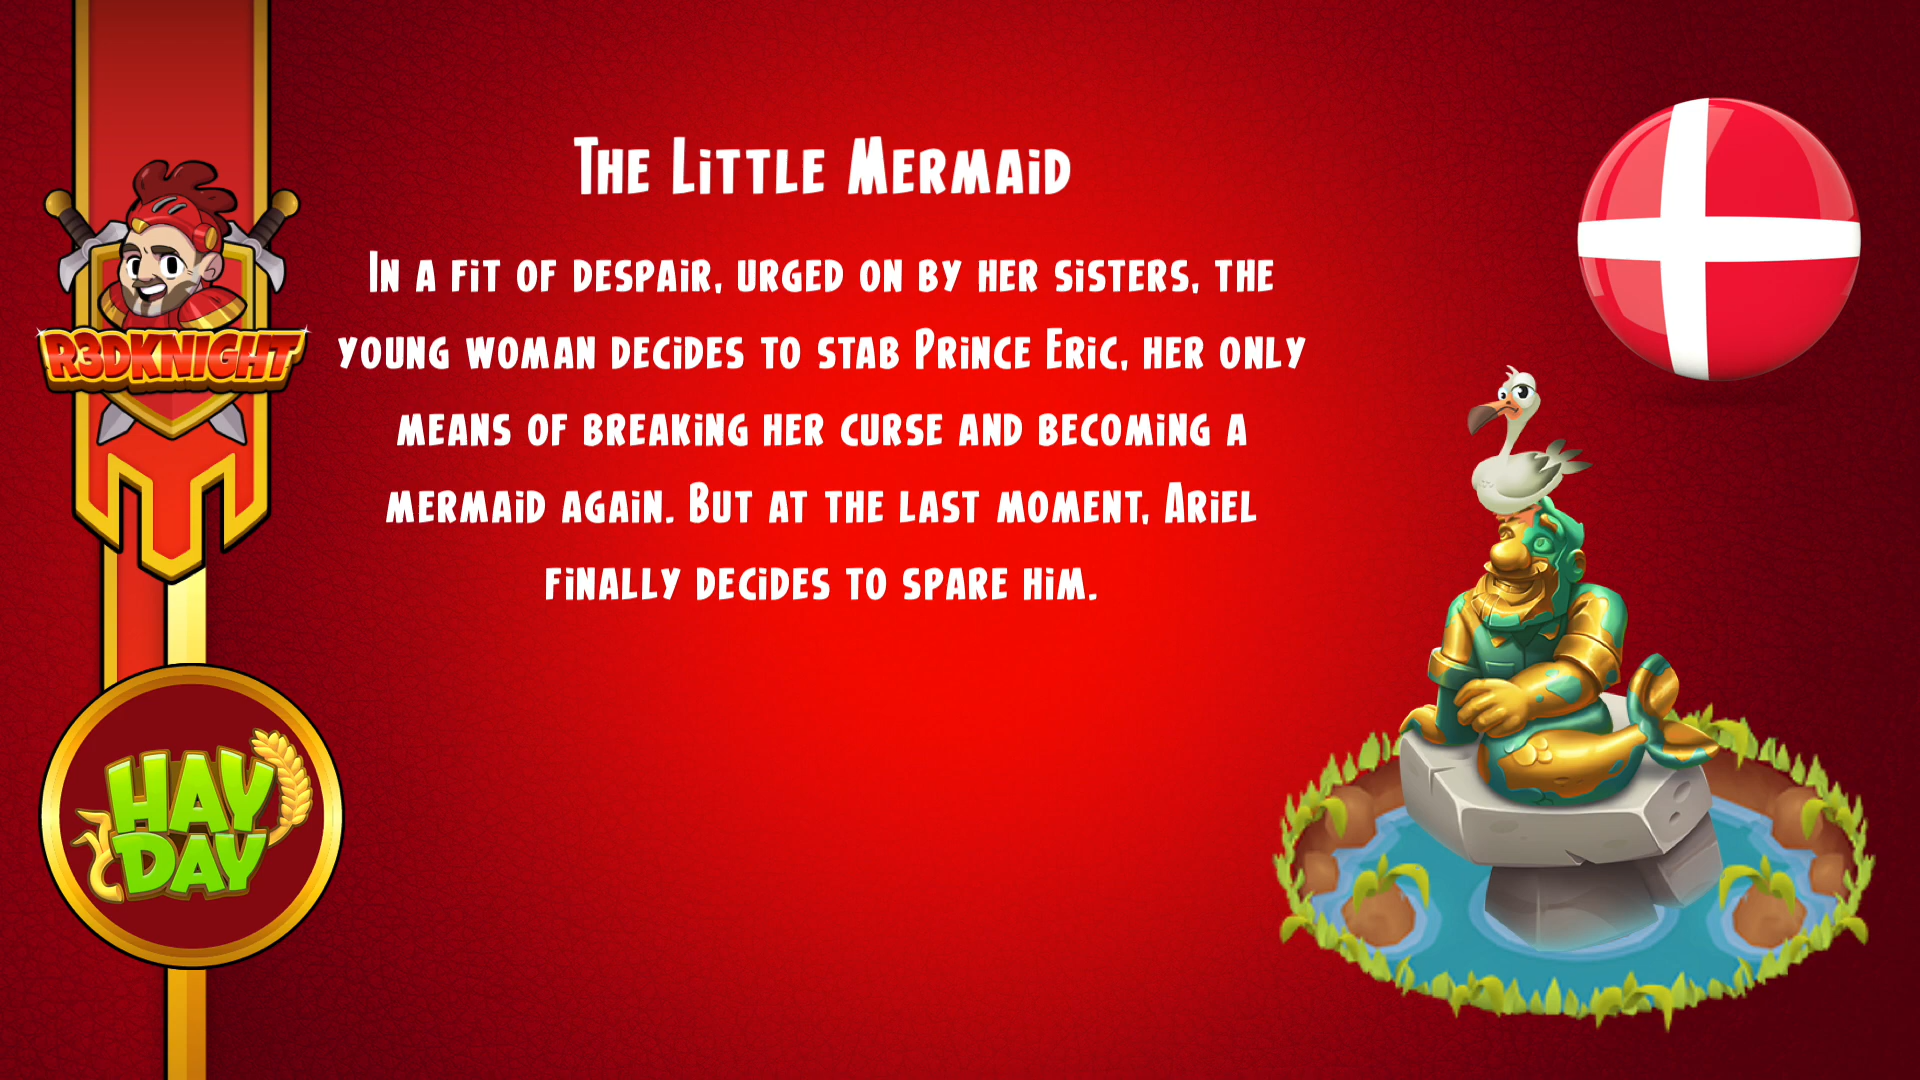 The Little Mermaid
In a fit of despair, urged on by her sisters, the
young woman decides to stab Prince Eric, her only
means of breaking her curse and becoming a
mermaid again. But at the last moment, Ariel
finally decides to spare him.
R3DKNIGHT
HAY
DAY